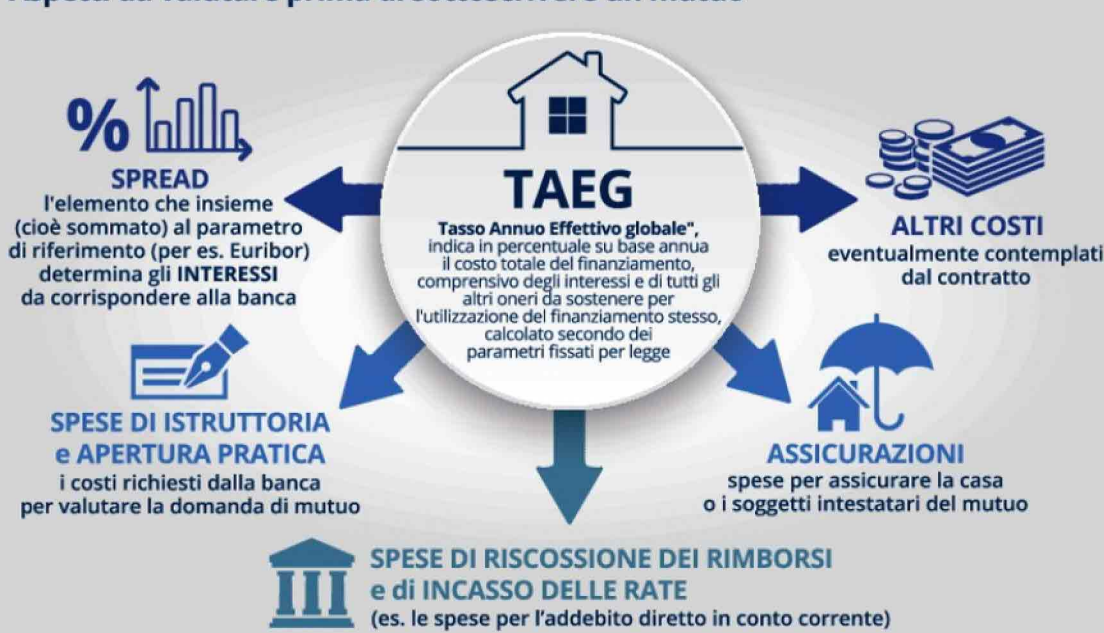 TAEG
Tasso Annuo Effettivo globale",
indica in percentuale su base annua
il costo totale del finanziamento,
comprensivo degli interessi e di tutti gli
altri oneri da sostenere per
l'utilizzazione del finanziamento stesso,
calcolato secondo dei
parametri fissati per legge
%
SPREAD
l'elemento che insieme
(cioè sommato) al parametro
di riferimento (per es. Euribor)
determina gli INTERESSI
da corrispondere alla banca
ALTRI COSTI
eventualmente contemplati
dal contratto
SPESE DI ISTRUTTORIA
e APERTURA PRATICA
i costi richiesti dalla banca
per valutare la domanda di mutuo
ASSICURAZIONI
spese per assicurare la casa
o i soggetti intestatari del mutuo
SPESE DI RISCOSSIONE DEI RIMBORSI
e di INCASSO DELLE RATE
(es. le spese per l'addebito diretto in conto corrente)